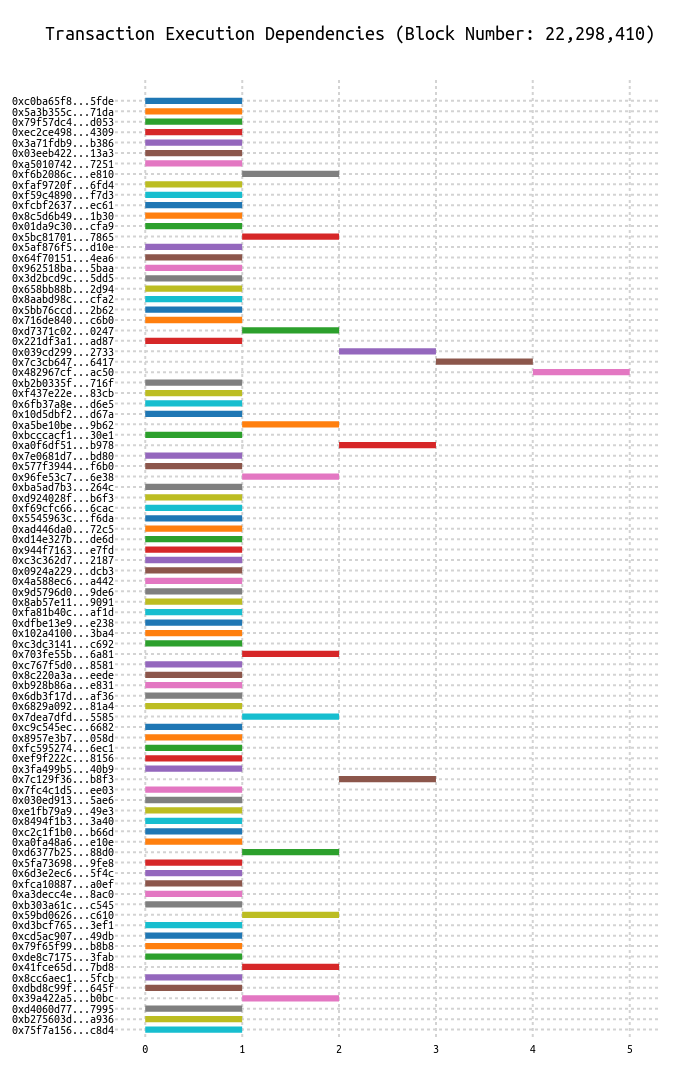 Transaction Execution Dependencies (Block Number: 22,298,410)
0xc0ba65f8...5fde
0x5a3b355c...71da
0x79f57dc4...d053
0xec2ce498...4309
0x3a71fdb9...b386
0x03eeb422...13a3
0xa5010742...7251
0xf6b2086c...e810
0xfaf9720f...6fd4
0xf59c4890...f7d3
0xfcbf2637...ec61
0x8c5d6b49...1b30
0x01da9c30...cfa9
0x5bc81701...7865
0x5af876f5...d10e
0x64f70151...4ea6
0x962518ba...5baa
0x3d2bcd9c...5dd5
0x658bb88b...2d94
0x8aabd98c...cfa2
0x5bb76ccd...2b62
0x716de840...c6b0
0xd7371c02...0247
0x221df3a1...ad87
0x039cd299...2733
0x7c3cb647...6417
0x482967cf...ac50
0xb2b0335f...716f
0xf437e22e...83cb
0x6fb37a8e...d6e5
0x10d5dbf2...d67a
0xa5be10be...9b62
0xbcccacf1...30e1
0xa0f6df51...b978
0x7e0681d7...bd80
0x577f3944...f6b0
0x96fe53c7...6e38
0xba5ad7b3...264c
0xd924028f...b6f3
0xf69cfc66...6cac
0x5545963c...f6da
0xad446da0...72c5
0xd14e327b...de6d
0x944f7163...e7fd
0xc3c362d7...2187
0x0924a229...dcb3
0x4a588ec6...a442
0x9d5796d0...9de6
0x8ab57e11...9091
0xfa81b40c...af1d
0xdfbe13e9...e238
0x102a4100...3ba4
0xc3dc3141...c692
0x703fe55b...6a81
0xc767f5d0...8581
0x8c220a3a...eede
0xb928b86a...e831
0x6db3f17d...af36
0x6829a092...81a4
0x7dea7dfd...5585
0xc9c545ec...6682
0x8957e3b7...058d
0xfc595274...6ec1
0xef9f222c...8156
0x3fa499b5...40b9
0x7c129f36...b8f3
0x7fc4c1d5...ee03
0x030ed913...5ae6
0xe1fb79a9...49e3
0x8494f1b3...3a40
0xc2c1f1b0...b66d
0xa0fa48a6...e10e
0xd6377b25...88d0
0x5fa73698...9fe8
0x6d3e2ec6...5f4c
0xfca10887...a0ef
0xa3decc4e...8ac0
0xb303a61c...c545
0x59bd0626...c610
0xd3bcf765...3ef1
0xcd5ac907...49db
0x79f65f99...b8b8
0xde8c7175...3fab
0x41fce65d...7bd8
0x8cc6aec1...5fcb
0xdbd8c99f...645f
0x39a422a5...b0bc
0xd4060d77...7995
0xb275603d...a936
0x75f7a156...c8d4
0 1 2 3 4 5